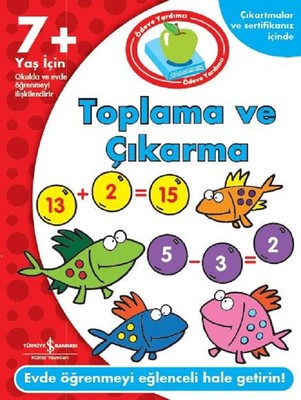 7+
Yaş İçin
Okulda ve evde
öğrenmeyi
ilişkilendirir
Ödeve Yardımcı
Ödeve Yardımcı
Çıkartmalar
ve sertifikanız
içinde
Toplama ve
Çıkarma
13 + 2 = 15
5 - 3 = 2
TÜRKİYE İŞ BANKASI
Kültür Yayınları
Evde öğrenmeyi eğlenceli hale getirin!